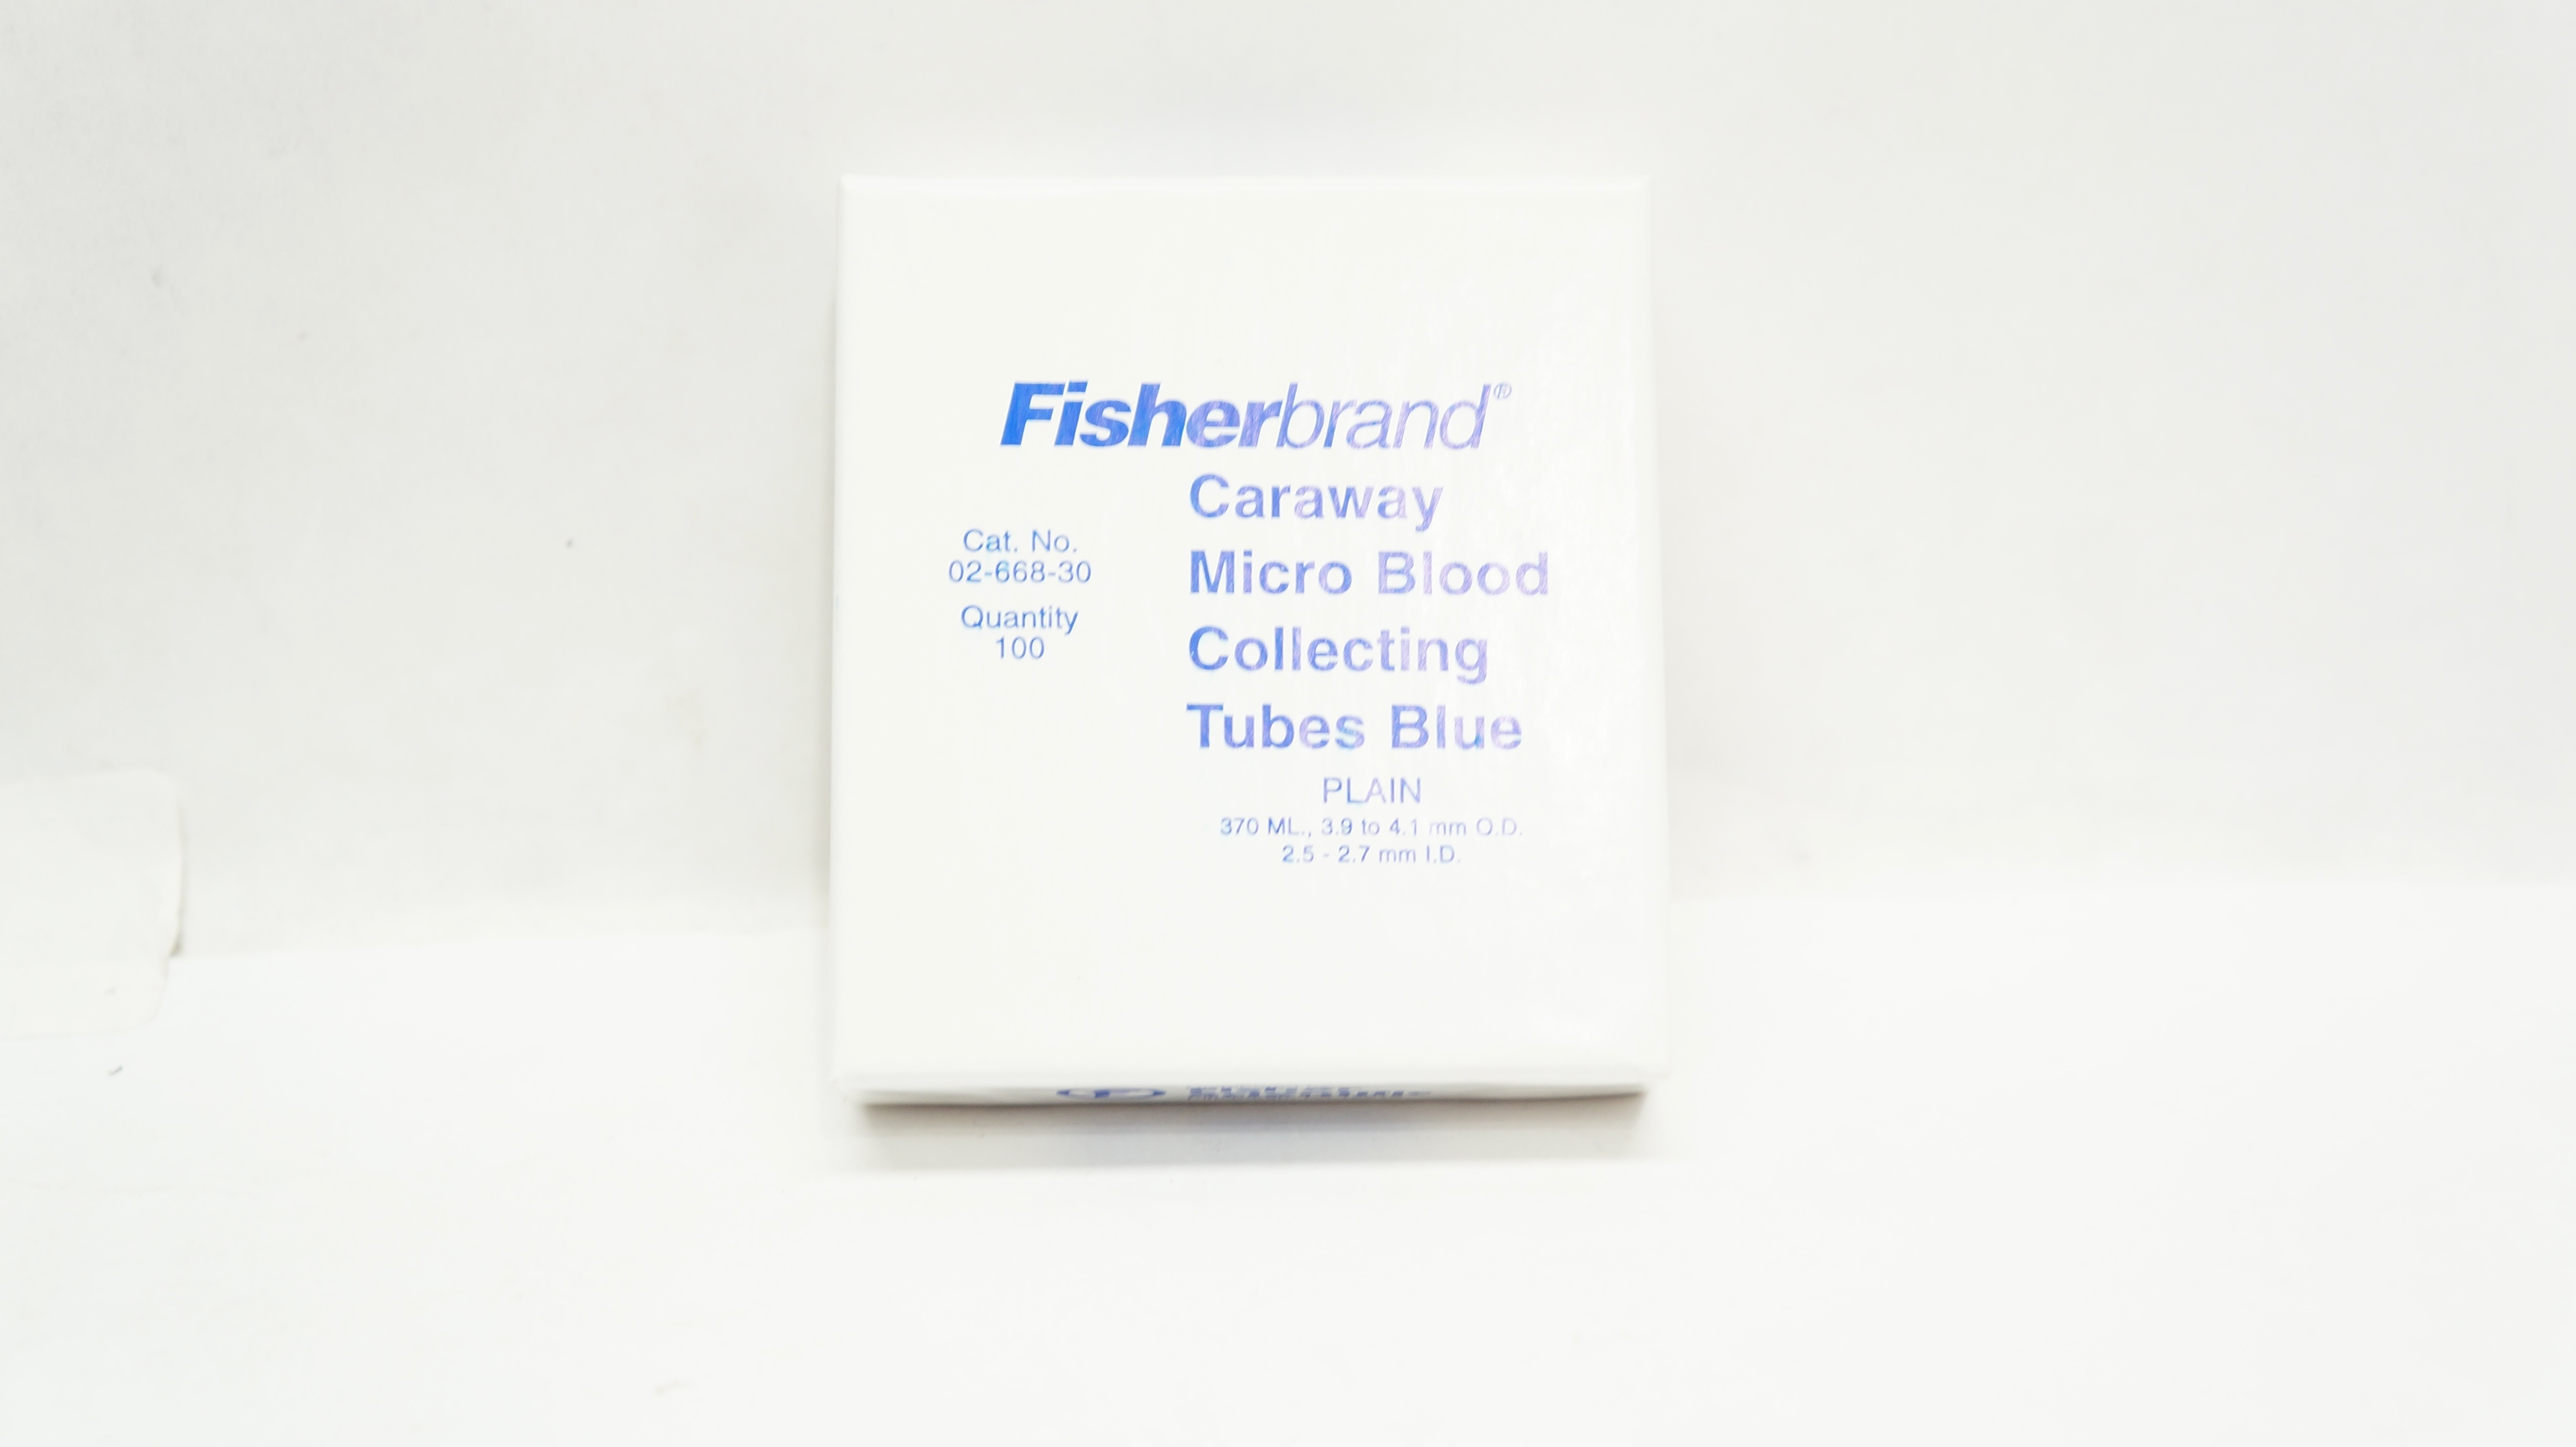 Fisherbrand®
Caraway
Micro Blood
Collecting
Tubes Blue
PLAIN
370 ML., 3.9 to 4.1 mm O.D.
2.5 - 2.7 mm I.D.
Cat. No.
02-668-30
Quantity
100